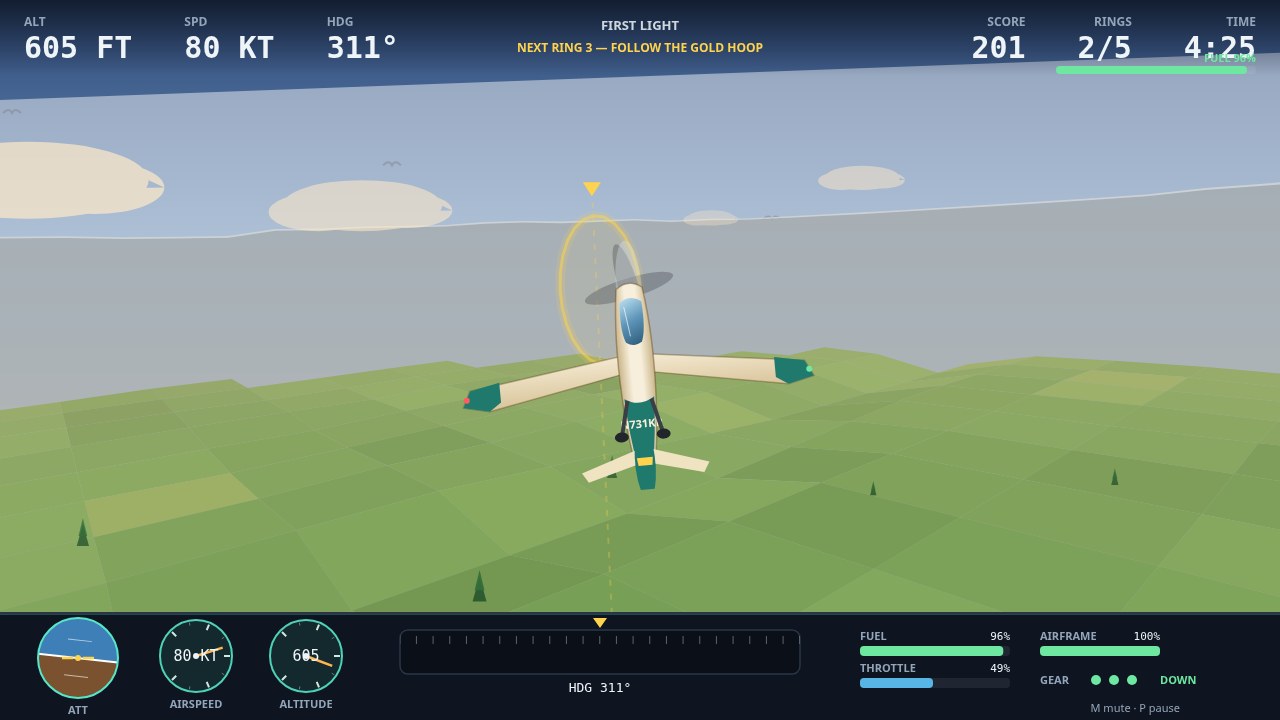 ALT
605 FT
SPD
80 KT
HDG
311°
FIRST LIGHT
NEXT RING 3 — FOLLOW THE GOLD HOOP
SCORE
201
RINGS
2/5
TIME
4:25
FUEL 96%
731K
ATT
80 KT
AIRSPEED
605
ALTITUDE
HDG 311°
FUEL 96%
THROTTLE 49%
AIRFRAME 100%
GEAR DOWN
M mute · P pause